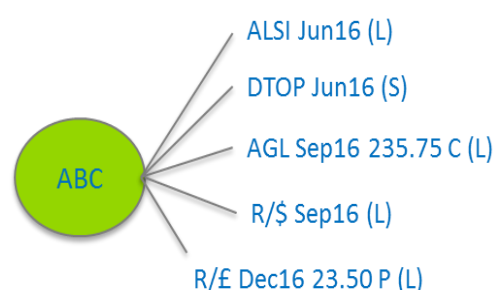 ALSI Jun16 (L)
DTOP Jun16 (S)
AGL Sep16 235.75 C (L)
ABC
R/$ Sep16 (L)
R/£ Dec16 23.50 P (L)